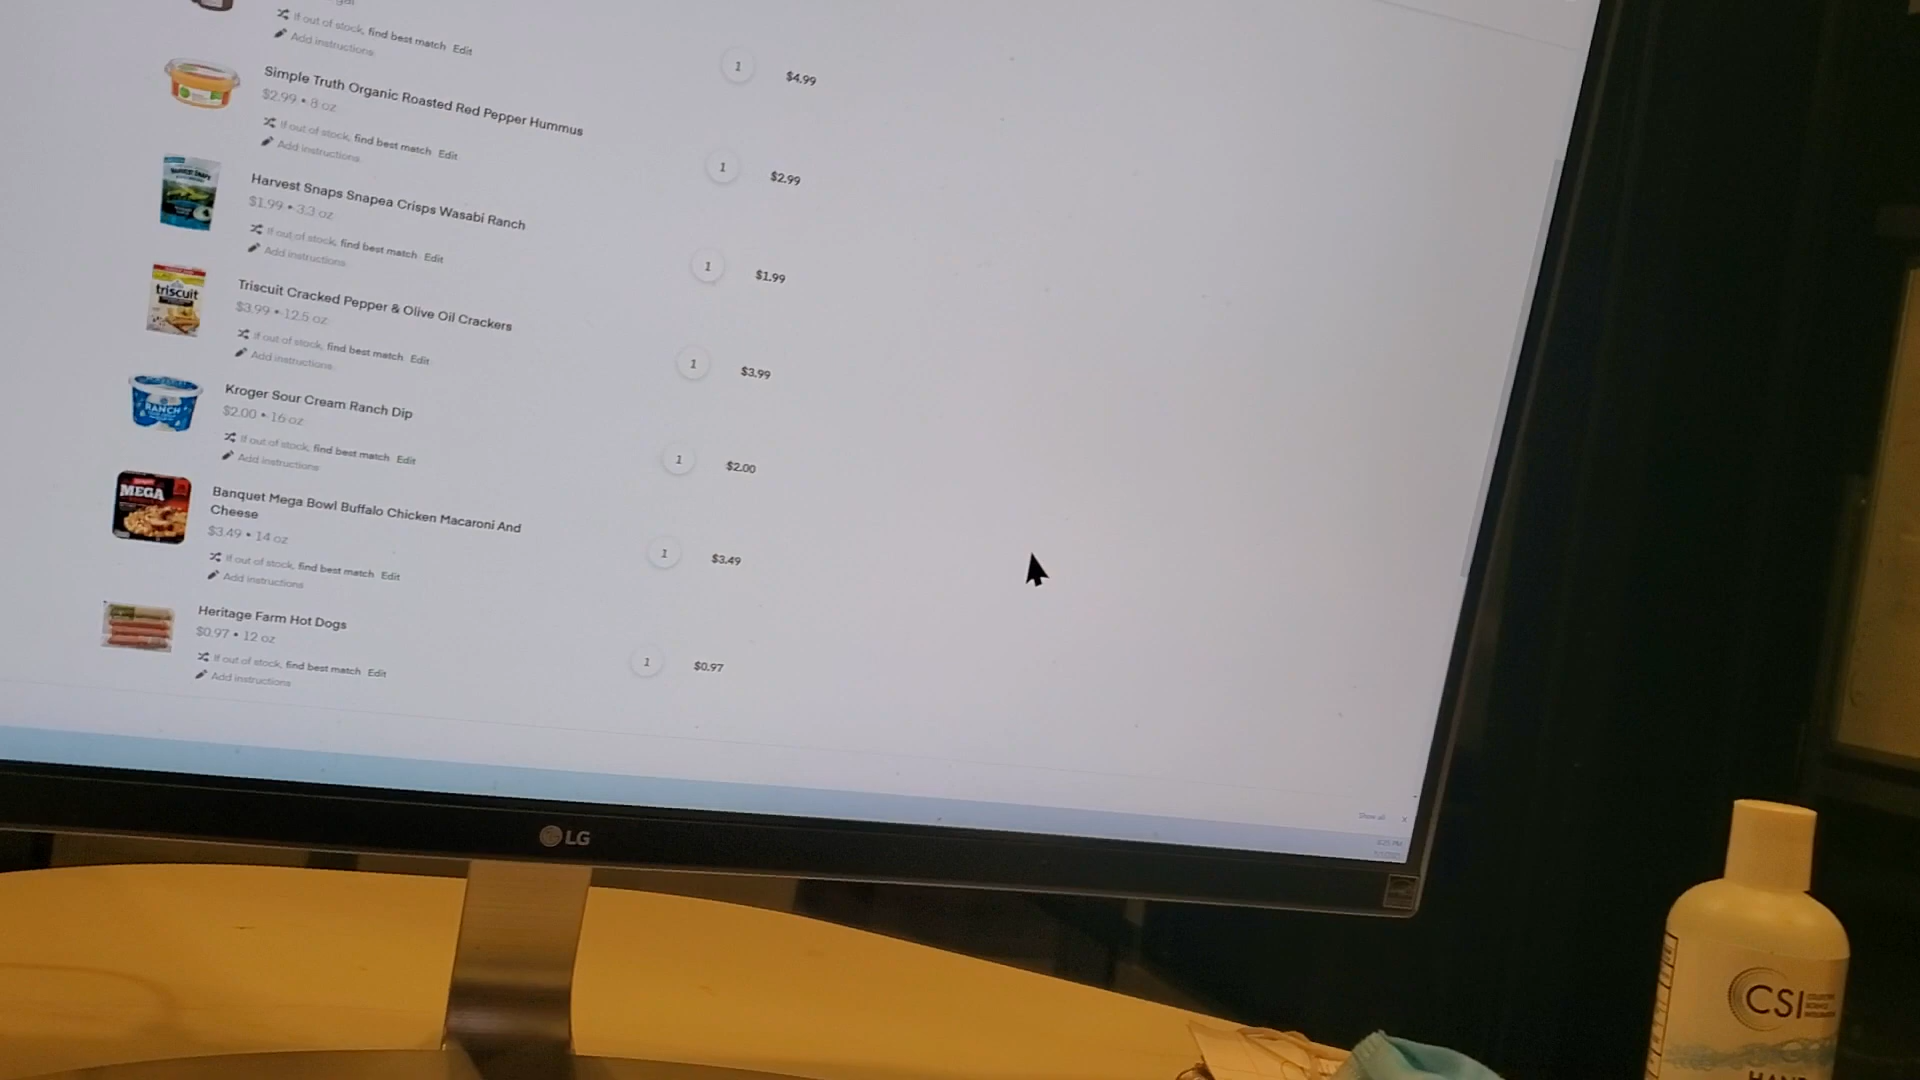 If out of stock, find best match Edit
Add instructions
1 $4.99
Simple Truth Organic Roasted Red Pepper Hummus
$2.99 • 8 oz
If out of stock, find best match Edit
Add instructions
1 $2.99
Harvest Snaps Snapea Crisps Wasabi Ranch
$1.99 • 3.3 oz
If out of stock, find best match Edit
Add instructions
1 $1.99
triscuit
Triscuit Cracked Pepper & Olive Oil Crackers
$3.99 • 12.5 oz
If out of stock, find best match Edit
Add instructions
1 $3.99
RANCH
Kroger Sour Cream Ranch Dip
$2.00 • 16 oz
If out of stock, find best match Edit
Add instructions
1 $2.00
MEGA
Banquet Mega Bowl Buffalo Chicken Macaroni And
Cheese
$3.49 • 14 oz
If out of stock, find best match Edit
Add instructions
1 $3.49
Heritage Farm Hot Dogs
$0.97 • 12 oz
If out of stock, find best match Edit
Add instructions
1 $0.97
Show all X
LG
CSI